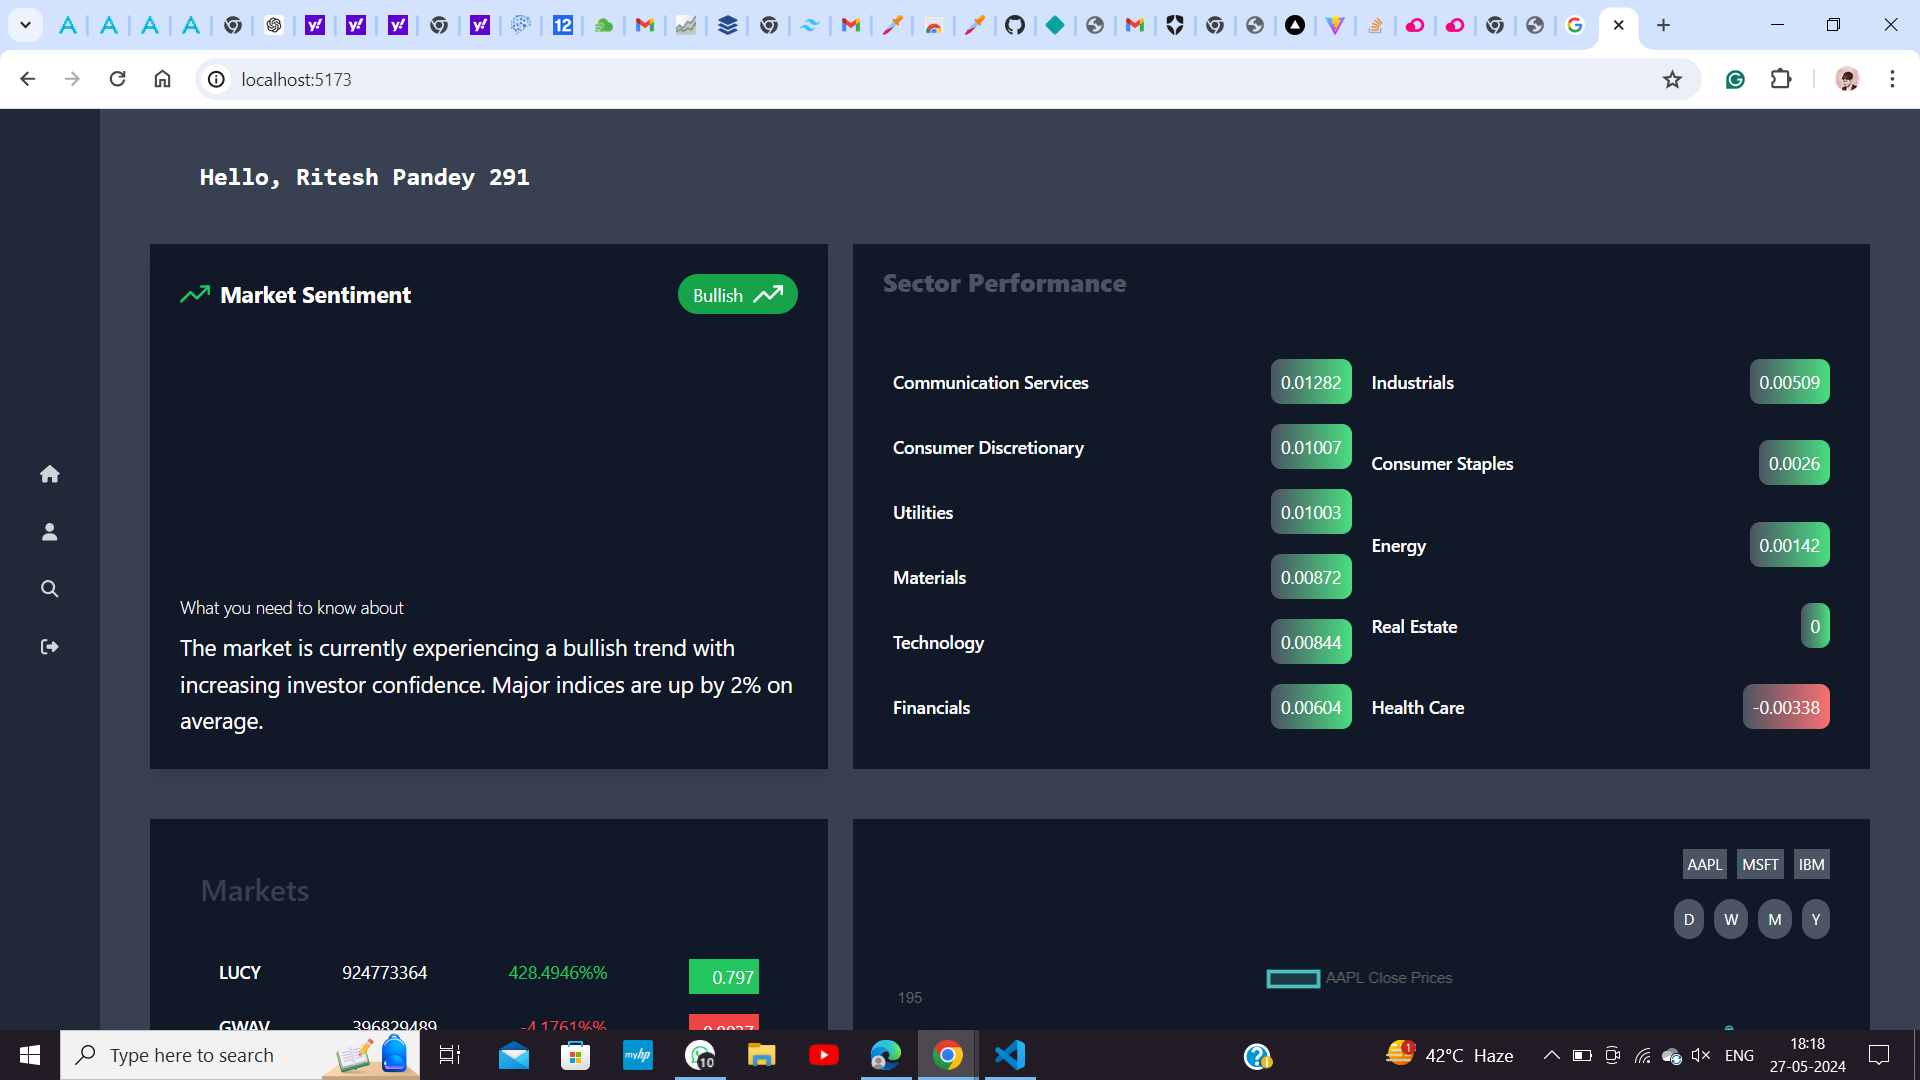 12
localhost:5173
Hello, Ritesh Pandey 291
Market Sentiment
Bullish
What you need to know about
The market is currently experiencing a bullish trend with
increasing investor confidence. Major indices are up by 2% on
average.
Sector Performance
Communication Services 0.01282
Consumer Discretionary 0.01007
Utilities 0.01003
Materials 0.00872
Technology 0.00844
Financials 0.00604
Industrials 0.00509
Consumer Staples 0.0026
Energy 0.00142
Real Estate 0
Health Care -0.00338
Markets
LUCY 924773364 428.4946%% 0.797
GWAV 396829489 -4.1761%%
AAPL MSFT IBM
D W M Y
AAPL Close Prices
195
Type here to search
myhp
10
1
42°C Haze
ENG
18:18
27-05-2024